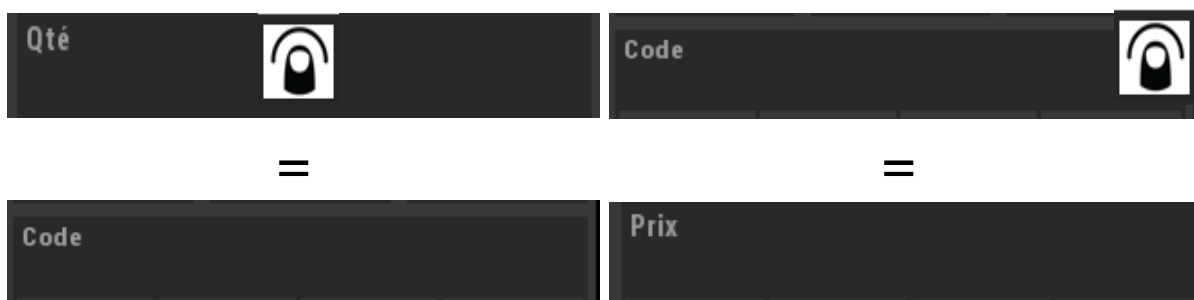 Qté
Code
=
=
Code
Prix